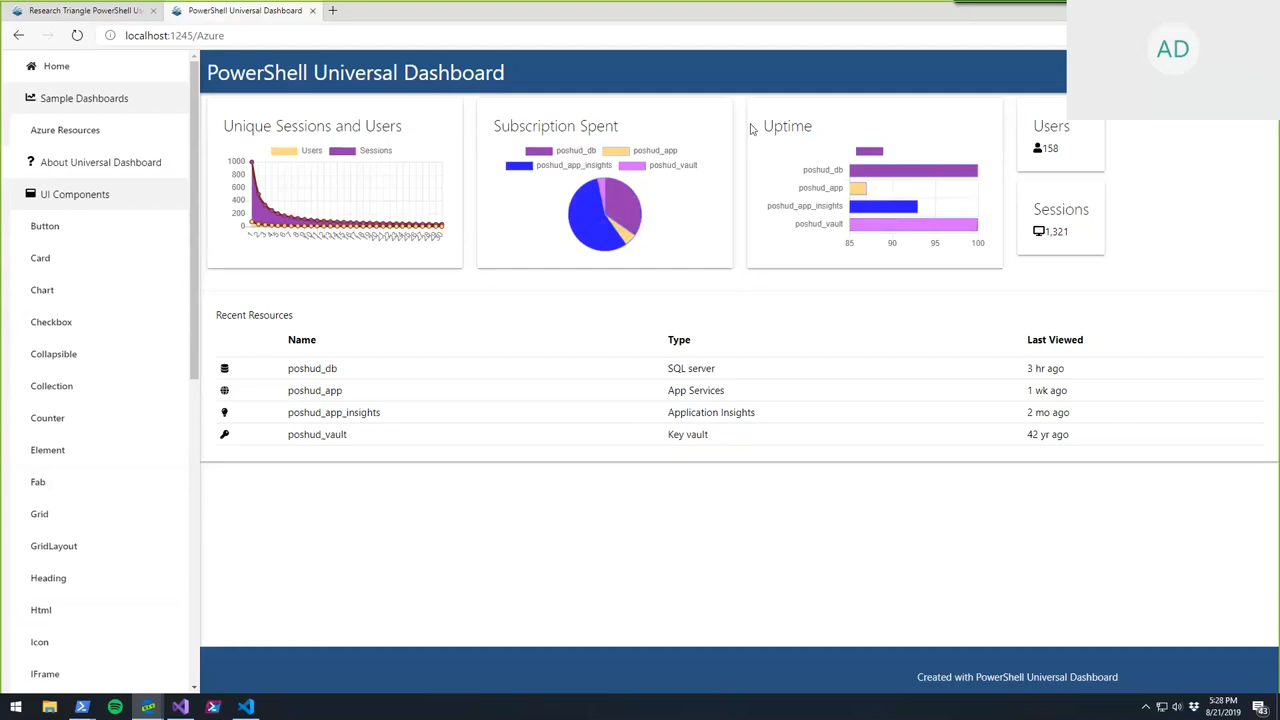 Research Triangle PowerShell Us
PowerShell Universal Dashboard
localhost:1245/Azure
AD
Home
Sample Dashboards
Azure Resources
About Universal Dashboard
UI Components
Button
Card
Chart
Checkbox
Collapsible
Collection
Counter
Element
Fab
Grid
GridLayout
Heading
Html
Icon
IFrame
PowerShell Universal Dashboard
Unique Sessions and Users
Users Sessions
1000
800
600
400
200
0
Subscription Spent
poshud_db poshud_app
poshud_app_insights poshud_vault
Uptime
poshud_db
poshud_app
poshud_app_insights
poshud_vault
85 90 95 100
Users
158
Sessions
1,321
Recent Resources
Name Type Last Viewed
poshud_db SQL server 3 hr ago
poshud_app App Services 1 wk ago
poshud_app_insights Application Insights 2 mo ago
poshud_vault Key vault 42 yr ago
Created with PowerShell Universal Dashboard
5:28 PM
8/21/2019
43